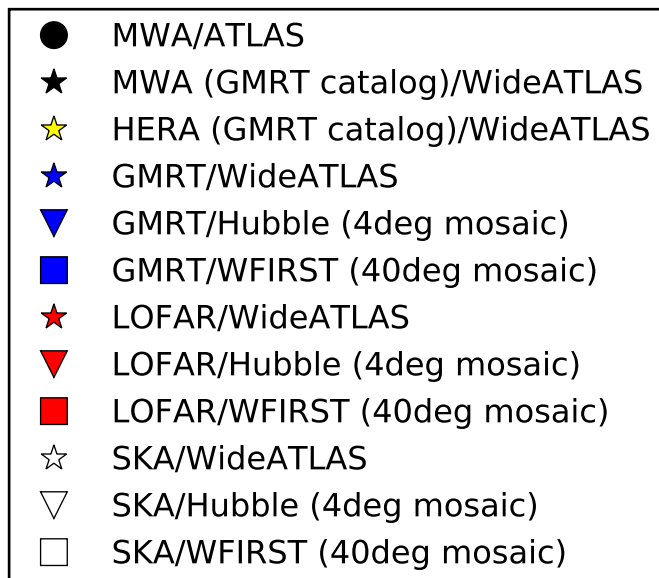 MWA/ATLAS
MWA (GMRT catalog)/WideATLAS
HERA (GMRT catalog)/WideATLAS
GMRT/WideATLAS
GMRT/Hubble (4deg mosaic)
GMRT/WFIRST (40deg mosaic)
LOFAR/WideATLAS
LOFAR/Hubble (4deg mosaic)
LOFAR/WFIRST (40deg mosaic)
SKA/WideATLAS
SKA/Hubble (4deg mosaic)
SKA/WFIRST (40deg mosaic)